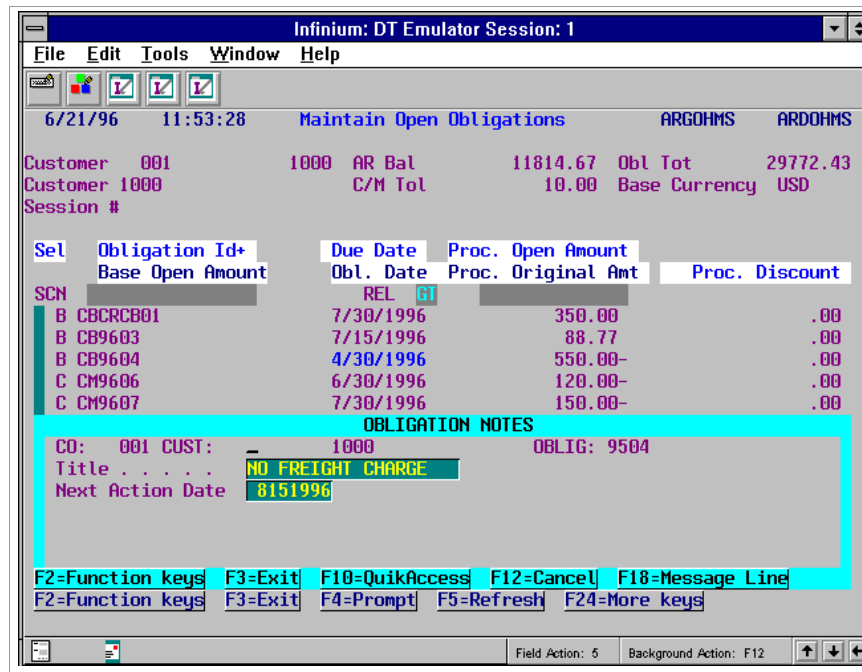 Infinium: DT Emulator Session: 1
File Edit Tools Window Help
6/21/96 11:53:28 Maintain Open Obligations ARGOHMS ARDOHMS
Customer 001 1000 AR Bal 11814.67 Obl Tot 29772.43
Customer 1000 C/M Tol 10.00 Base Currency USD
Session #
Sel Obligation Id+ Due Date Proc. Open Amount
Base Open Amount Obl. Date Proc. Original Amt Proc. Discount
SCN REL GT
B CBCRCB01 7/30/1996 350.00 .00
B CB9603 7/15/1996 88.77 .00
B CB9604 4/30/1996 550.00- .00
C CM9606 6/30/1996 120.00- .00
C CM9607 7/30/1996 150.00- .00
OBLIGATION NOTES
CO: 001 CUST: _ 1000 OBLIG: 9504
Title . . . . . NO FREIGHT CHARGE
Next Action Date 8151996
F2=Function keys F3=Exit F10=QuikAccess F12=Cancel F18=Message Line
F2=Function keys F3=Exit F4=Prompt F5=Refresh F24=More keys
Field Action: 5 Background Action: F12